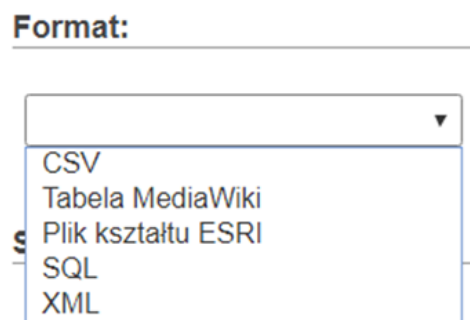 Format:
CSV
Tabela MediaWiki
Plik kształtu ESRI
SQL
XML